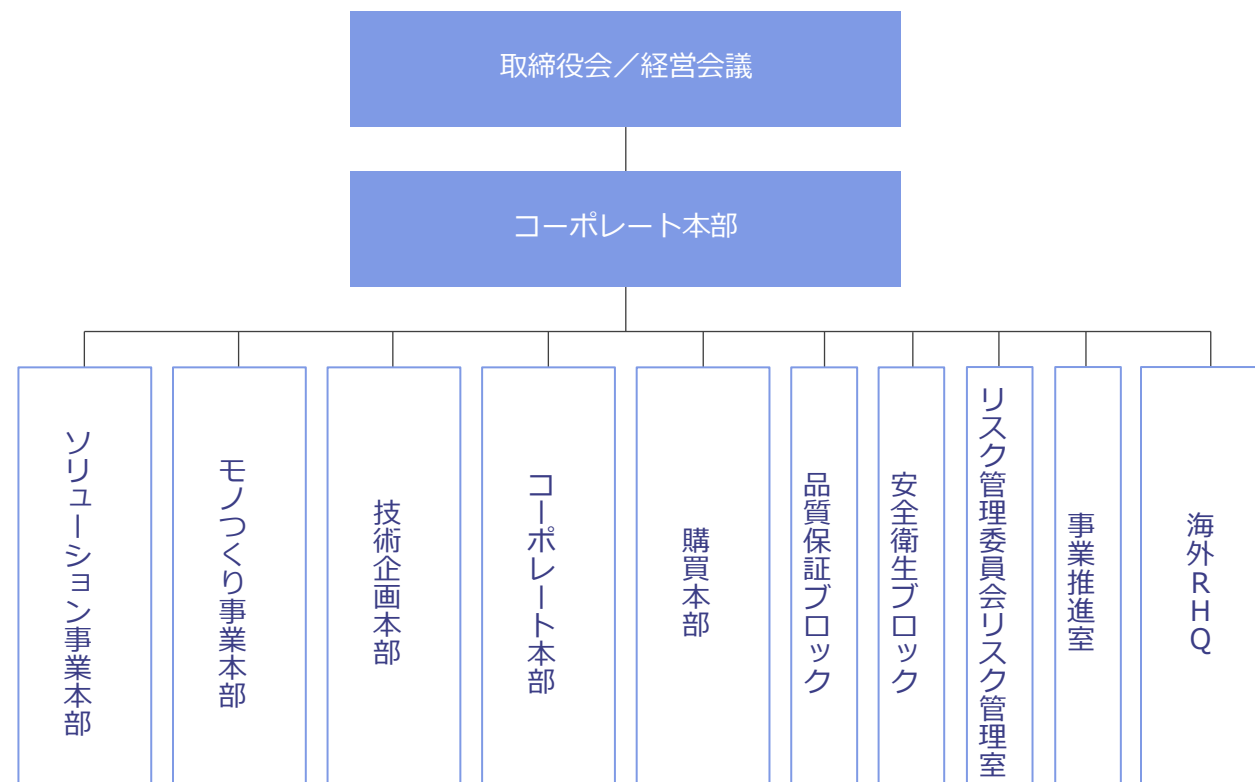 取締役会／経営会議
コーポレート本部
ソリューション事業本部
モノつくり事業本部
技術企画本部
コーポレート本部
購買本部
品質保証ブロック
安全衛生ブロック
リスク管理委員会リスク管理室
事業推進室
海外RHQ